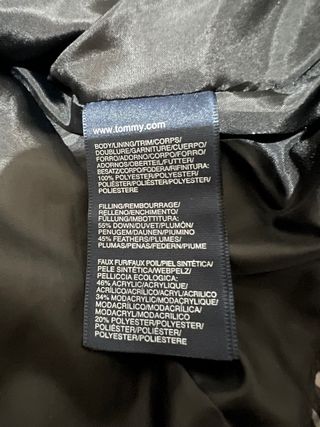 www.tommy.com
BODY/LINING/TRIM/CORPS/
DOUBLURE/GARNITURE/CUERPO/
FORRO/ADORNO/CORPO/FORRO/
ADORNOS/OBERTEIL/FUTTER/
BESATZ/CORPO/FODERA/RIFINITURA:
100% POLYESTER/POLYESTER/
POLIÉSTER/POLIÉSTER/POLYESTER/
POLIESTERE
FILLING/REMBOURRAGE/
RELLENO/ENCHIMENTO/
FÜLLUNG/IMBOTTITURA:
55% DOWN/DUVET/PLUMÓN/
PENUGEM/DAUNEN/PIUMINO
45% FEATHERS/PLUMES/
PLUMAS/PENAS/FEDERN/PIUME
FAUX FUR/FAUX POIL/PIEL SINTÉTICA/
PELE SINTÉTICA/WEBPELZ/
PELLICCIA ECOLOGICA:
46% ACRYLIC/ACRYLIQUE/
ACRÍLICO/ACRÍLICO/ACRYL/ACRILICO
34% MODACRYLIC/MODACRYLIQUE/
MODACRÍLICO/MODACRÍLICA/
MODACRYL/MODACRILICO
20% POLYESTER/POLYESTER/
POLIÉSTER/POLIÉSTER/
POLYESTER/POLIESTERE